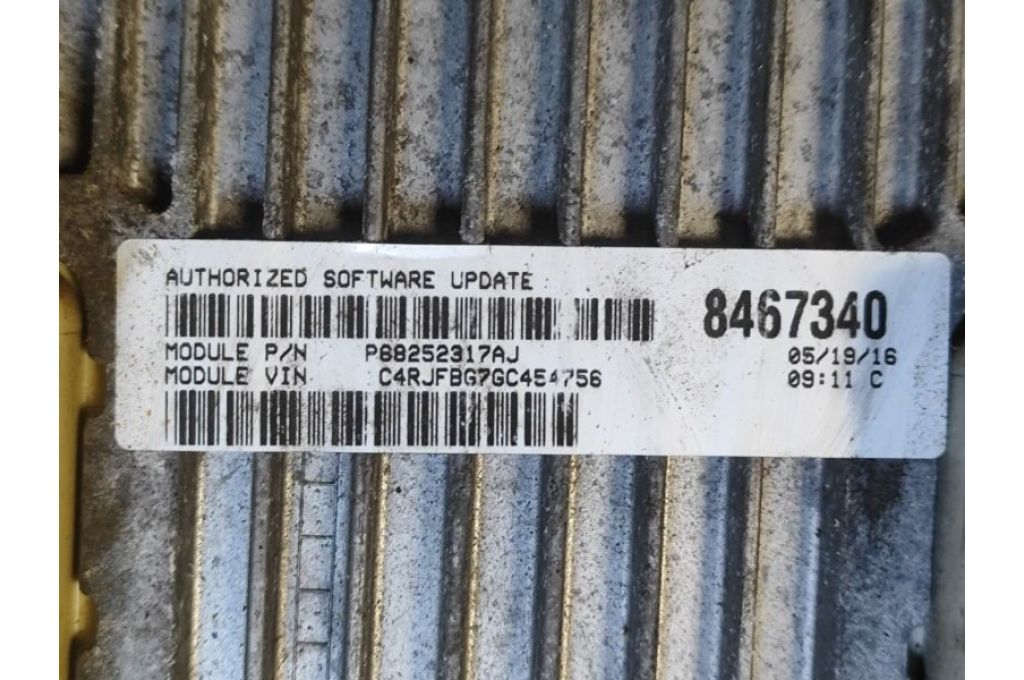 AUTHORIZED SOFTWARE UPDATE :
8467340
MODULE P/N P68252317AJ 05/19/16
MODULE VIN C4RJFBG7GC454756 09:11 C